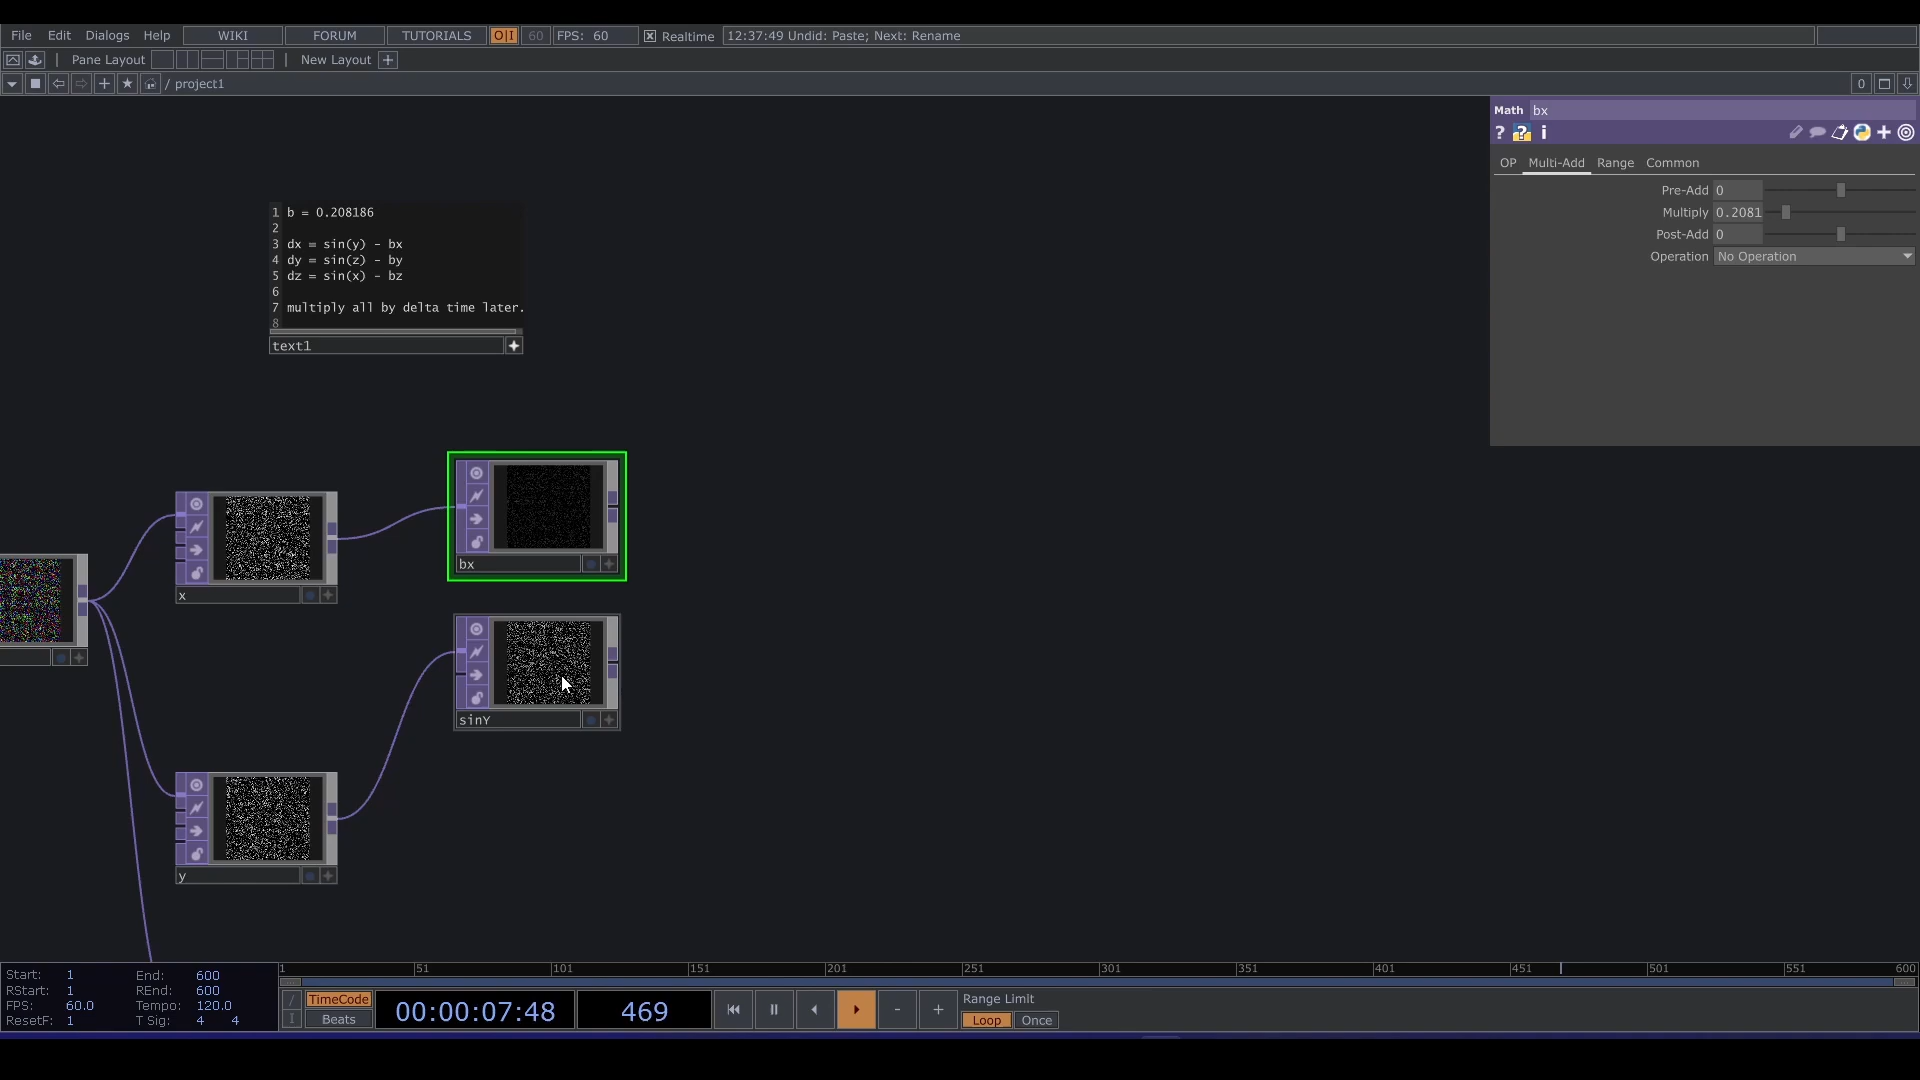 File Edit Dialogs Help WIKI FORUM TUTORIALS O|I 60 FPS: 60 Realtime 12:37:49 Undid: Paste; Next: Rename
Pane Layout New Layout +
/ project1 0
Math bx
? ? i
OP Multi-Add Range Common
Pre-Add 0
Multiply 0.2081
Post-Add 0
Operation No Operation
1 b = 0.208186
2
3 dx = sin(y) - bx
4 dy = sin(z) - by
5 dz = sin(x) - bz
6
7 multiply all by delta time later.
8
text1
bx
x
sinY
y
1 51 101 151 201 251 301 351 401 451 501 551 600
Start: 1 End: 600
RStart: 1 REnd: 600
FPS: 60.0 Tempo: 120.0
ResetF: 1 T Sig: 4 4
/ TimeCode
I Beats
00:00:07:48 469
- +
Range Limit
Loop Once